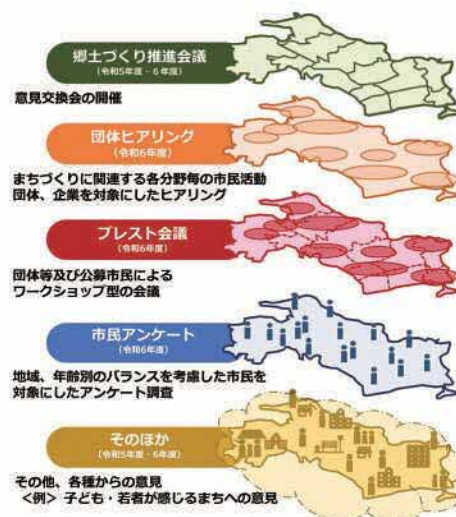 郷土づくり推進会議
（令和5年度‐6年度）
意見交換会の開催
団体ヒアリング
（令和6年度）
まちづくりに関連する各分野毎の市民活動
団体、企業を対象にしたヒアリング
ブレスト会議
（令和6年度）
団体等及び公募市民による
ワークショップ型の会議
市民アンケート
（令和6年度）
地域、年齢別のバランスを考慮した市民を
対象にしたアンケート調査
そのほか
（令和5年度‐6年度）
その他、各種からの意見
＜例＞ 子ども・若者が感じるまちへの意見